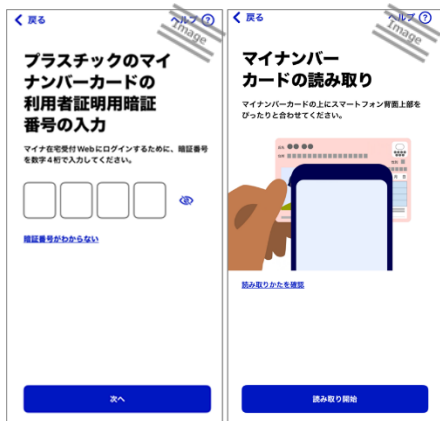 戻る
ヘルプ
Image
プラスチックのマイ
ナンバーカードの
利用者証明用暗証
番号の入力
マイナ在宅受付Webにログインするために、暗証番号
を数字4桁で入力してください。
暗証番号がわからない
次へ
戻る
ヘルプ
Image
マイナンバー
カードの読み取り
マイナンバーカードの上にスマートフォン背面上部を
ぴったりと合わせてください。
読み取りかたを確認
読み取り開始